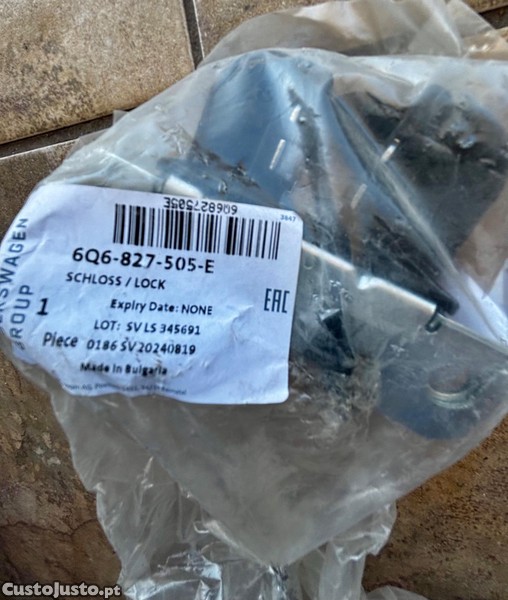 6Q6827505E
3647
6Q6-827-505-E
SCHLOSS / LOCK
EAC
1
Piece
Expiry Date: NONE
LOT: SV LS 345691
0186 SV 20240819
Made In Bulgaria
GROUP
CustoJusto.pt